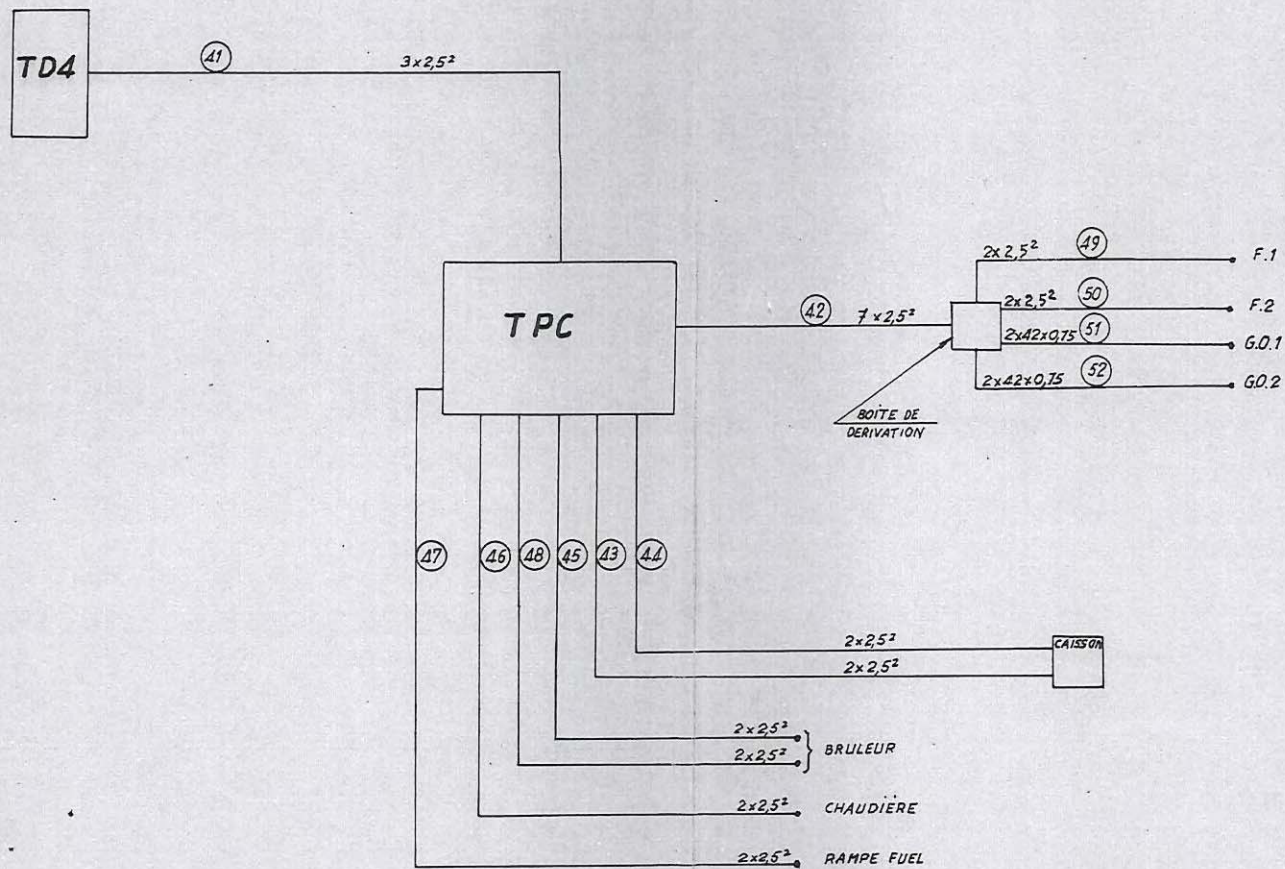 TD4
41
3x2,5²
TPC
42
7x2,5²
2x2,5²
49
F.1
2x2,5²
50
F.2
2x42x0,75
51
G.O.1
2x42x0,75
52
G.O.2
BOÎTE DE
DERIVATION
47
46
48
45
43
44
2x2,5²
CAISSON
2x2,5²
2x2,5²
BRULEUR
2x2,5²
2x2,5²
CHAUDIÈRE
2x2,5²
RAMPE FUEL